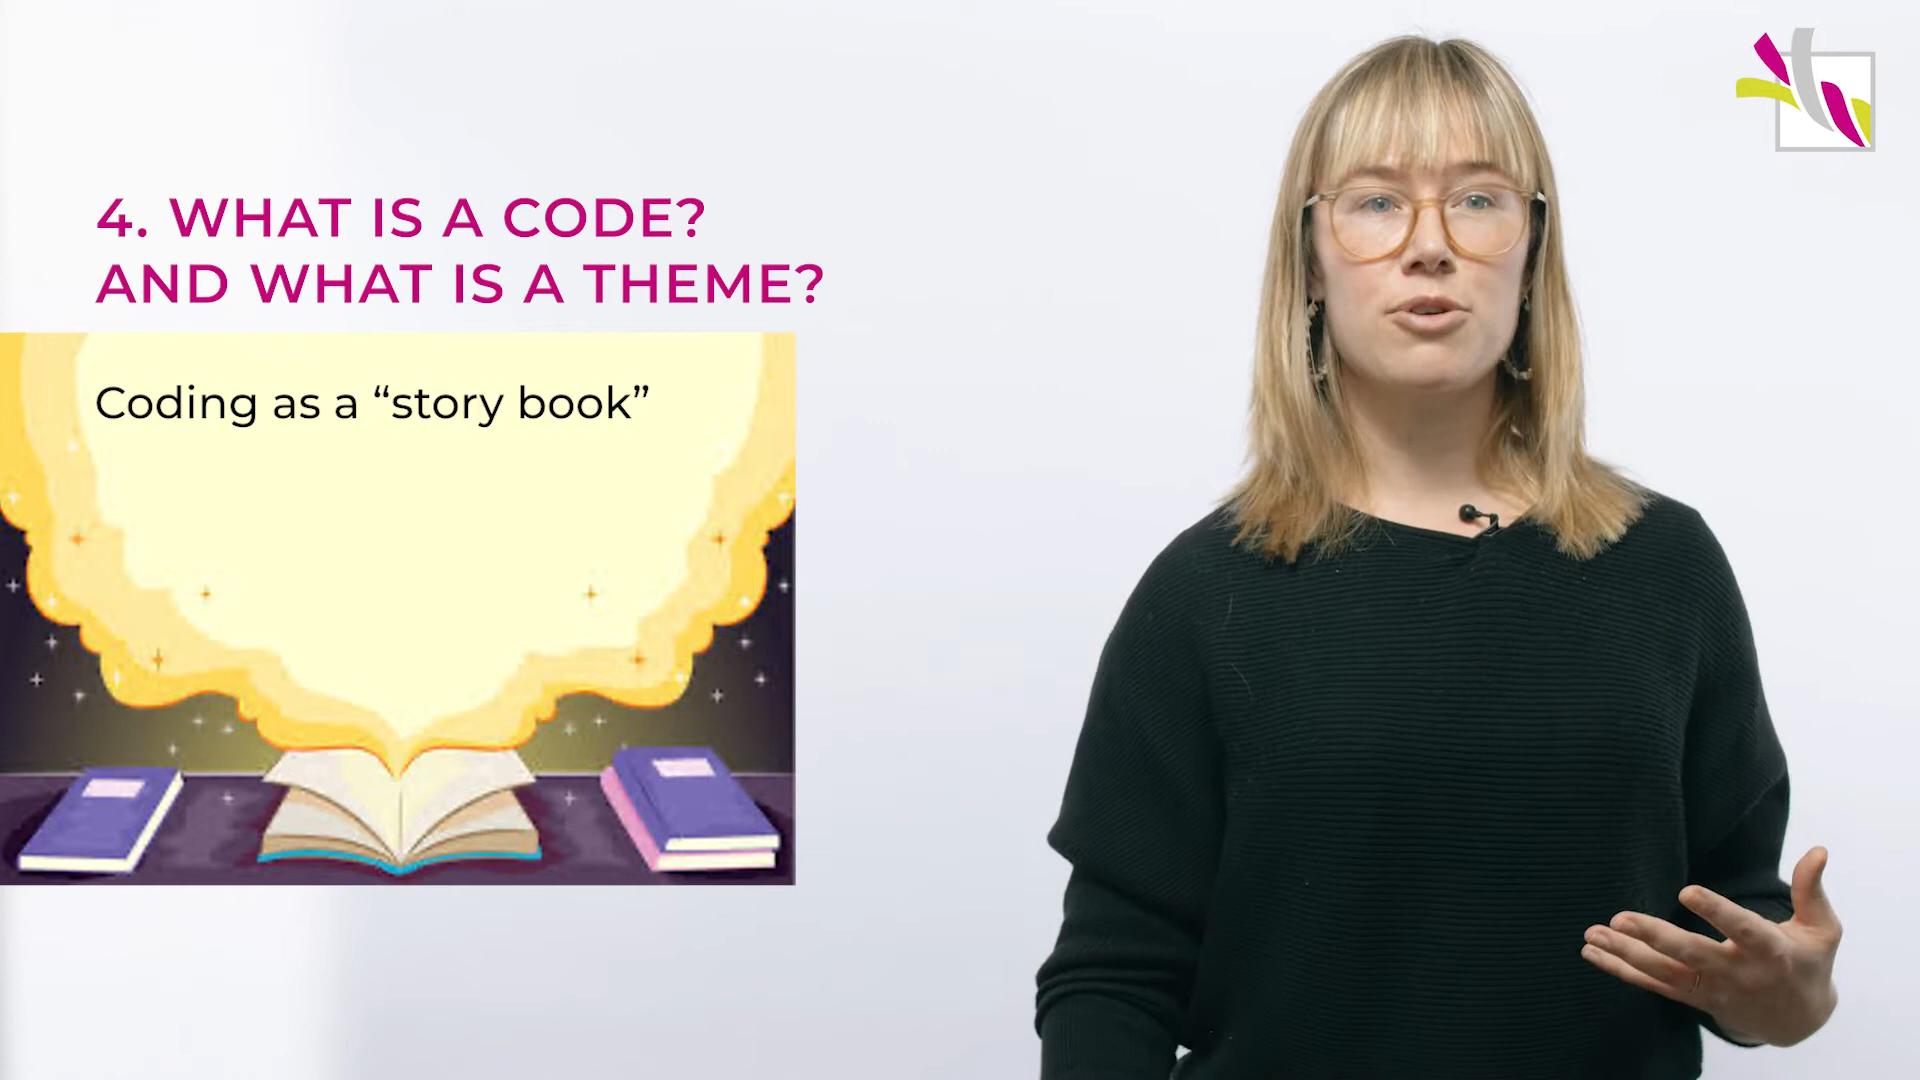 4. WHAT IS A CODE?
AND WHAT IS A THEME?
Coding as a “story book”